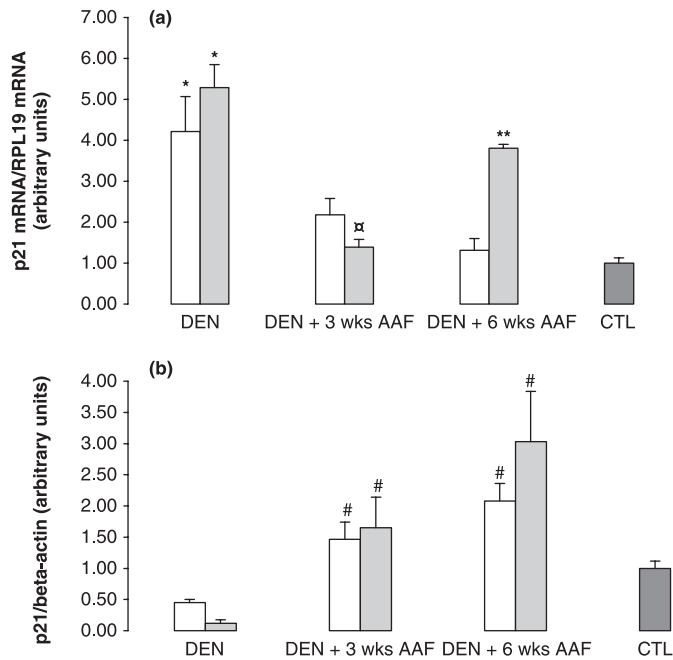 (a)
p21 mRNA/RPL19 mRNA
(arbitrary units)
7.00
6.00
5.00
4.00
3.00
2.00
1.00
0.00
* * ¤ **
DEN DEN + 3 wks AAF DEN + 6 wks AAF CTL
(b)
p21/beta-actin (arbitrary units)
4.00
3.50
3.00
2.50
2.00
1.50
1.00
0.50
0.00
# # # #
DEN DEN + 3 wks AAF DEN + 6 wks AAF CTL